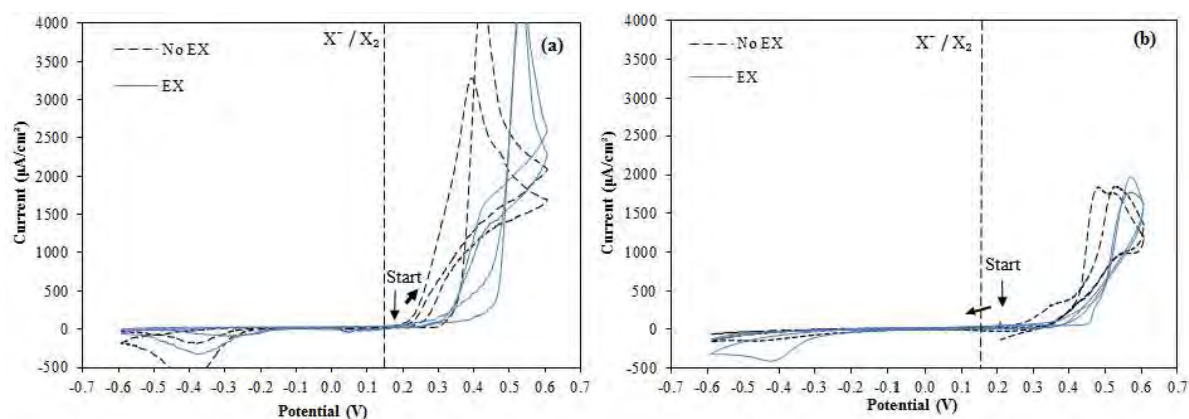 4000
3500
3000
2500
2000
1500
1000
500
0
-500
Current (µA/cm²)
No EX
EX
X⁻ / X₂
(a)
Start
-0.7 -0.6 -0.5 -0.4 -0.3 -0.2 -0.1 0.0 0.1 0.2 0.3 0.4 0.5 0.6 0.7
Potential (V)
4000
3500
3000
2500
2000
1500
1000
500
0
-500
Current (µA/cm²)
No EX
EX
X⁻ / X₂
(b)
Start
-0.7 -0.6 -0.5 -0.4 -0.3 -0.2 -0.1 0.0 0.1 0.2 0.3 0.4 0.5 0.6 0.7
Potential (V)